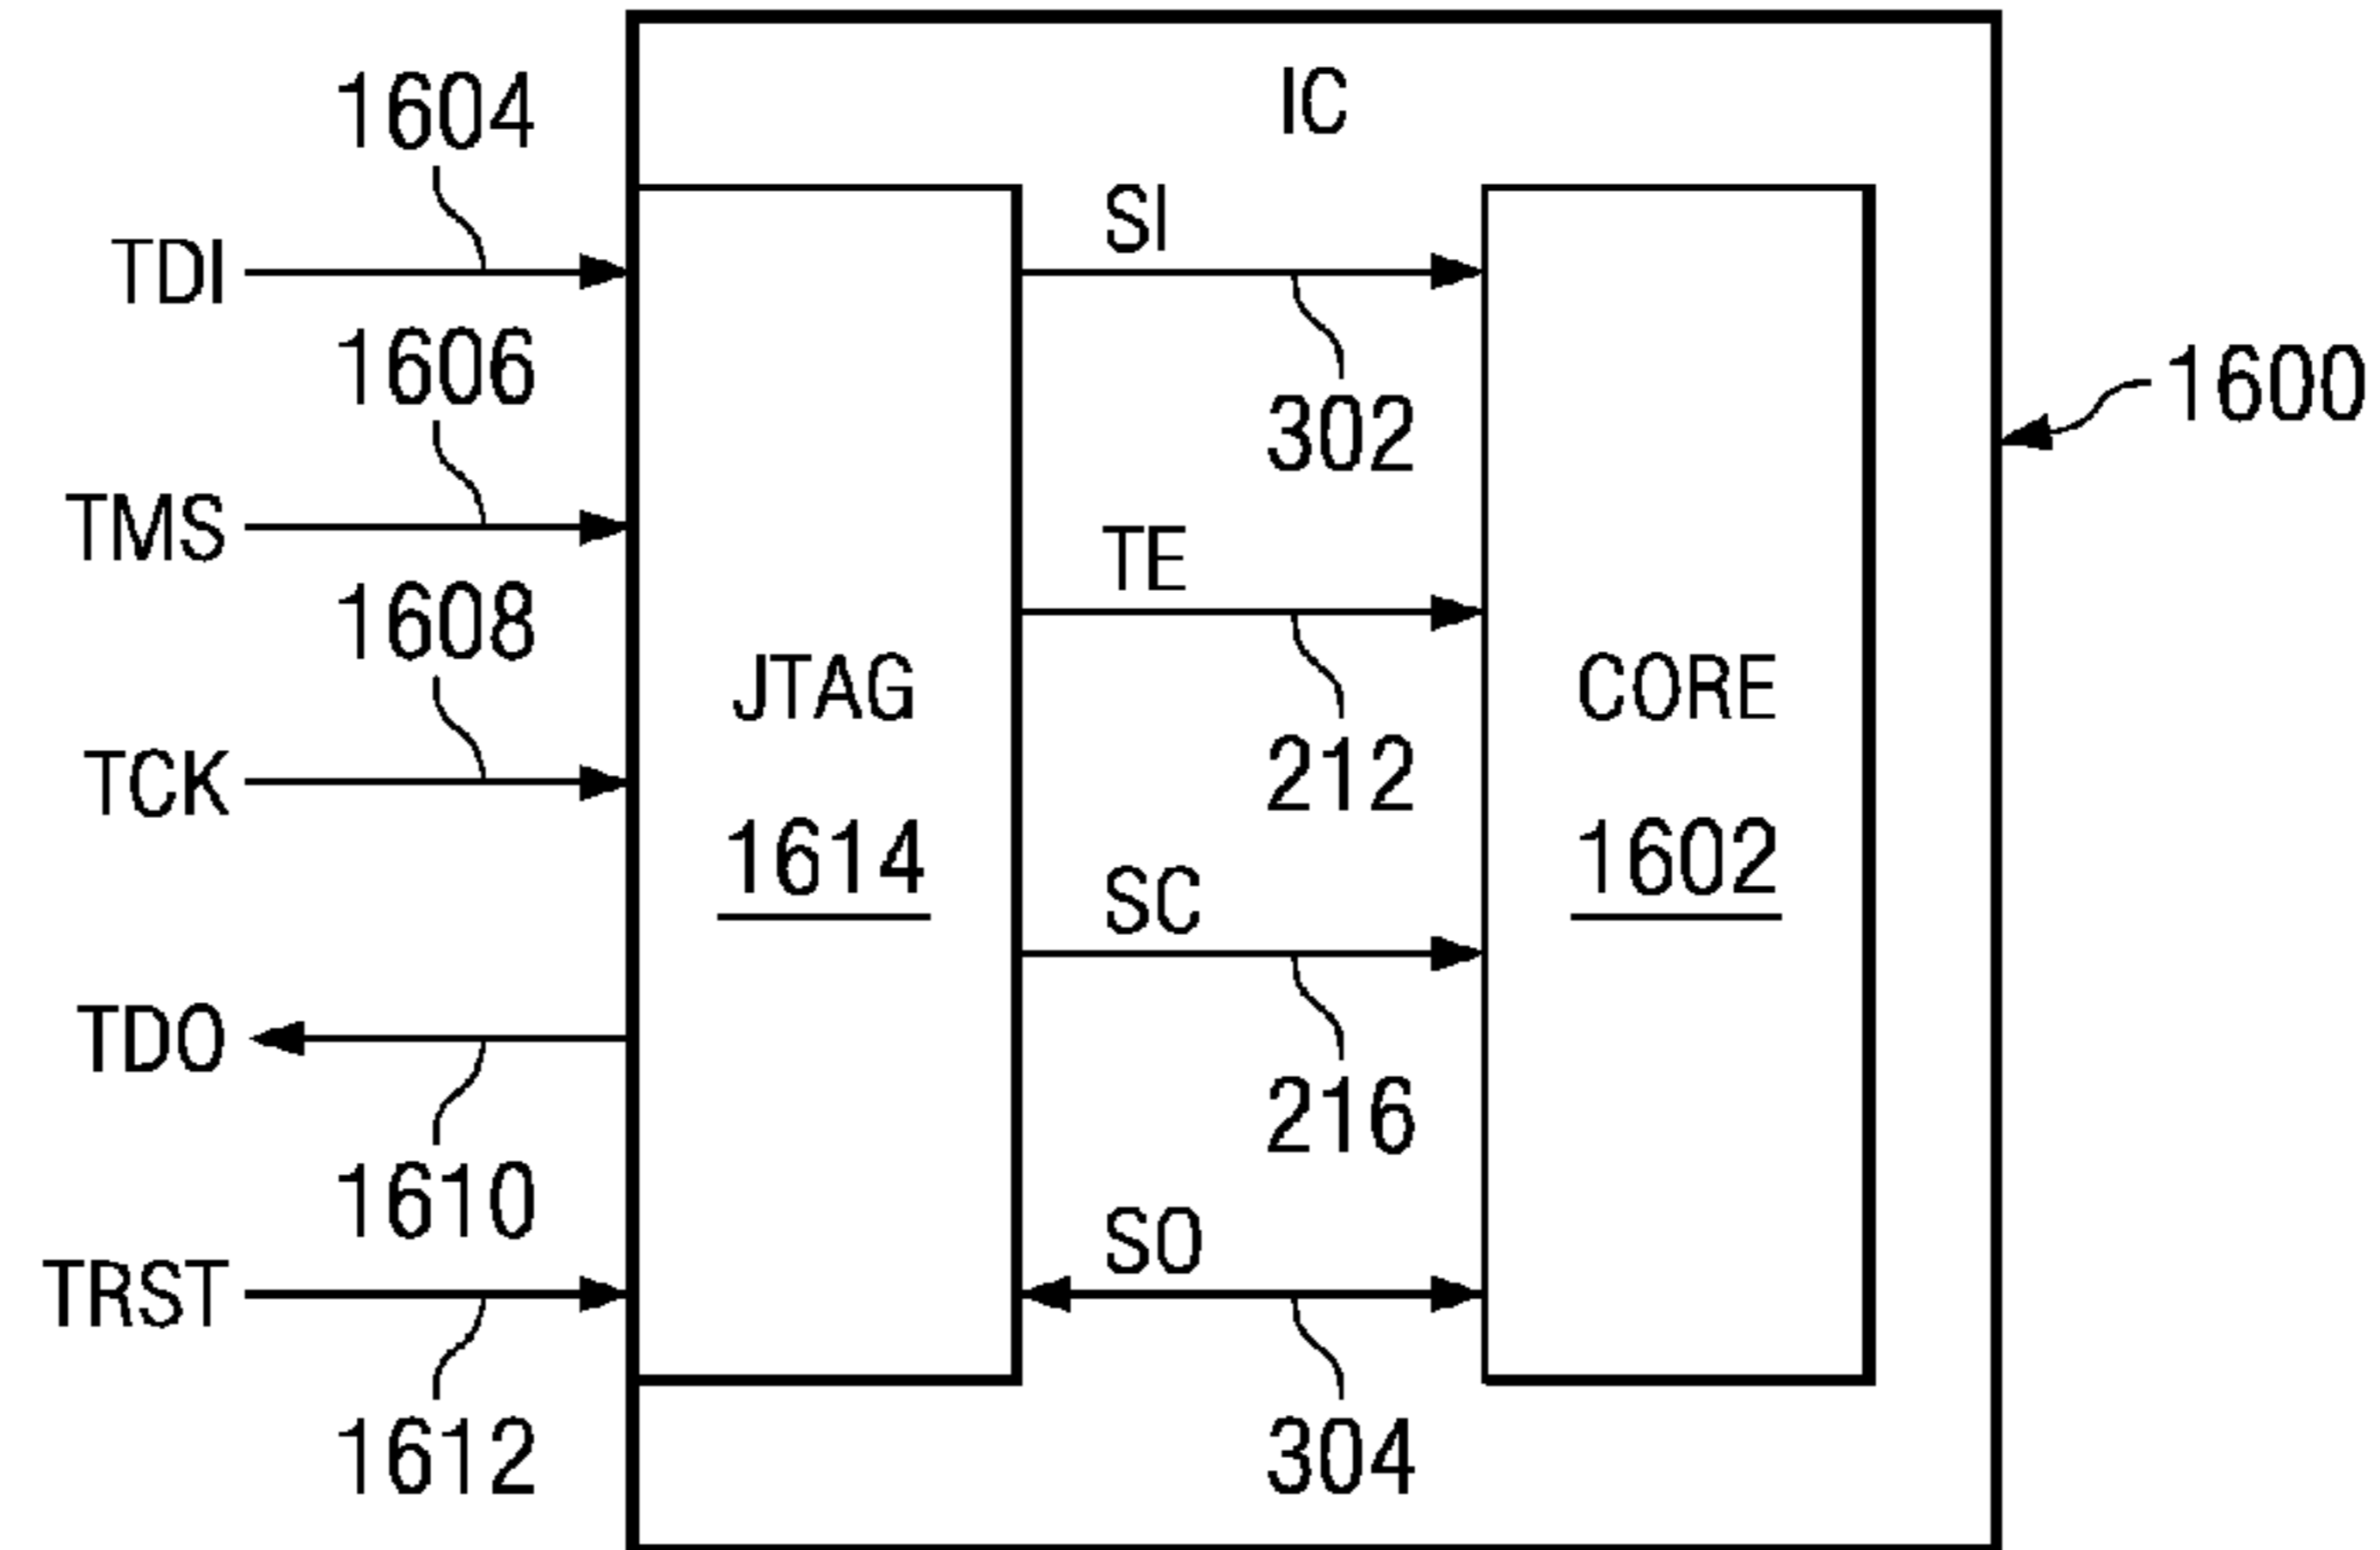 IC
1604
TDI
1606
TMS
1608
TCK
TDO
1610
TRST
1612
JTAG
1614
SI
302
TE
212
SC
216
SO
304
CORE
1602
1600